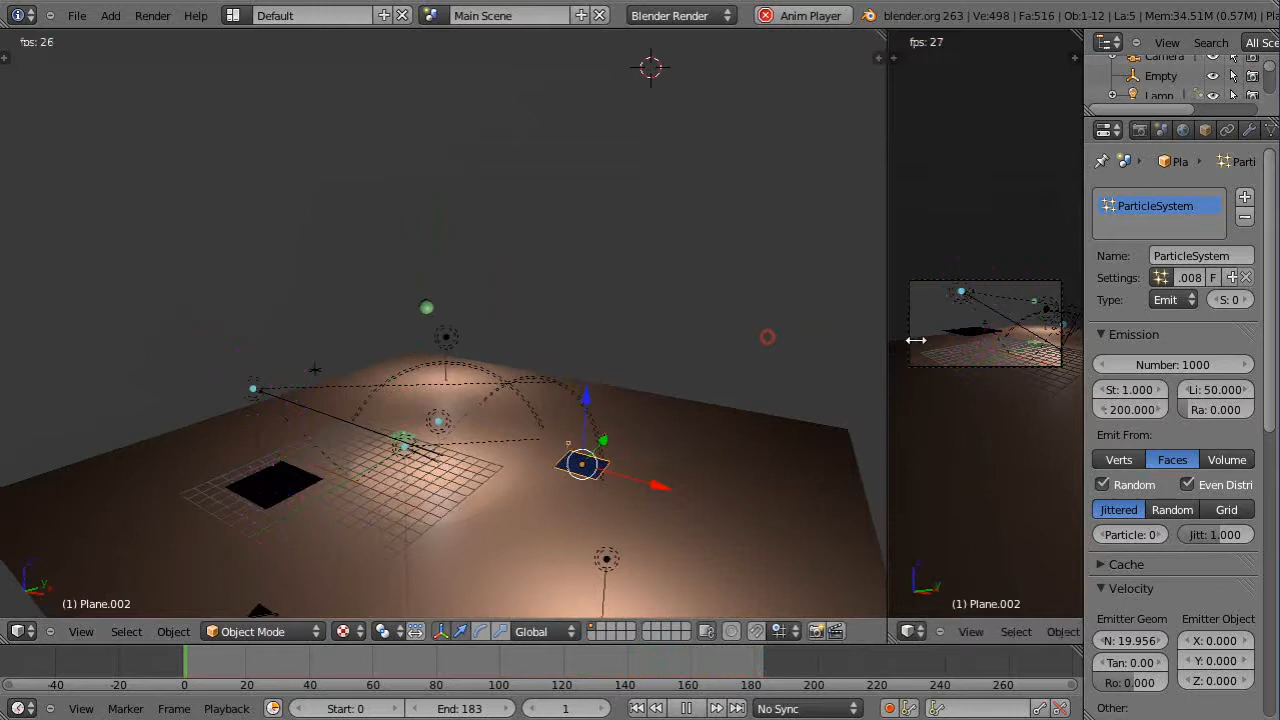 File Add Render Help Default Main Scene Blender Render Anim Player blender.org 263 | Ve:498 | Fa:516 | Ob:1-12 | La:5 | Mem:34.51M (0.57M) |
fps: 26
fps: 27
View Search All Sce
Camera
Empty
Lamp
Pla Parti
ParticleSystem
Name: ParticleSystem
Settings: .008 F
Type: Emit S: 0
Emission
Number: 1000
St: 1.000 Li: 50.000
200.000 Ra: 0.000
Emit From:
Verts Faces Volume
Random Even Distri
Jittered Random Grid
Particle: 0 Jitt: 1.000
Cache
Velocity
Emitter Geom Emitter Object
N: 19.956 X: 0.000
Tan: 0.00 Y: 0.000
Ro: 0.000 Z: 0.000
Other:
(1) Plane.002
(1) Plane.002
View Select Object Object Mode Global
View Select Object
-40 -20 0 20 40 60 80 100 120 140 160 180 200 220 240 260
View Marker Frame Playback Start: 0 End: 183 1 No Sync